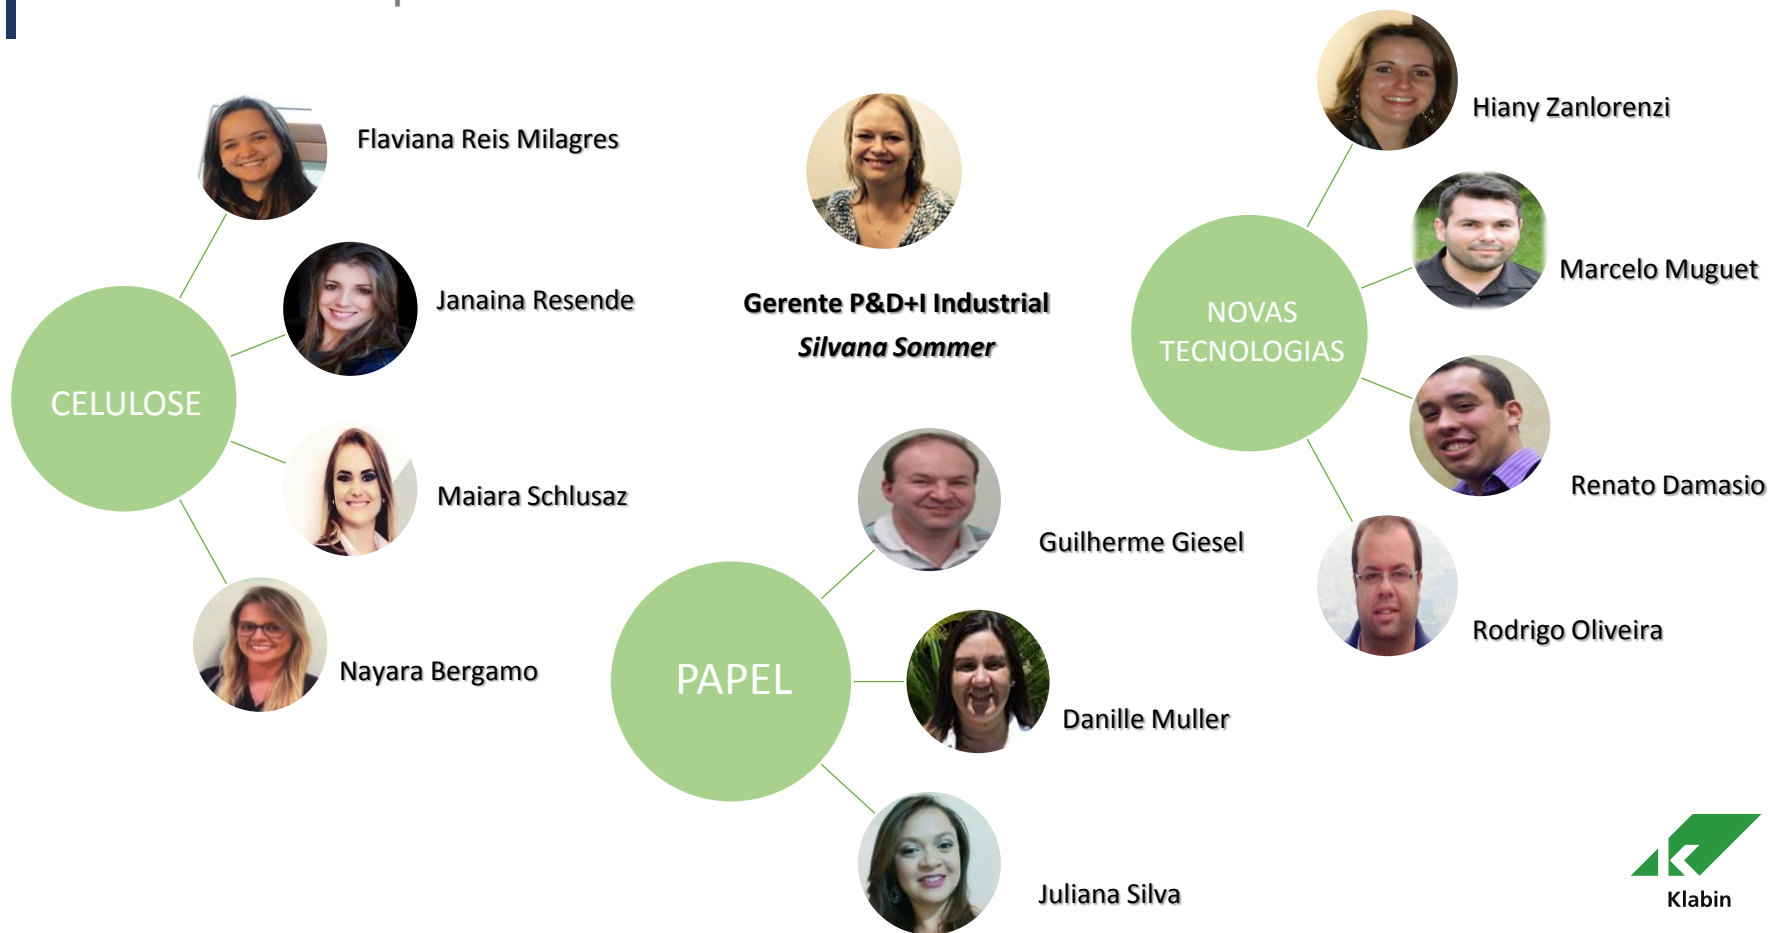 Flaviana Reis Milagres
Janaina Resende
CELULOSE
Maiara Schlusaz
Nayara Bergamo
Gerente P&D+I Industrial
Silvana Sommer
Guilherme Giesel
PAPEL
Danille Muller
Juliana Silva
Hiany Zanlorenzi
Marcelo Muguet
NOVAS
TECNOLOGIAS
Renato Damasio
Rodrigo Oliveira
Klabin